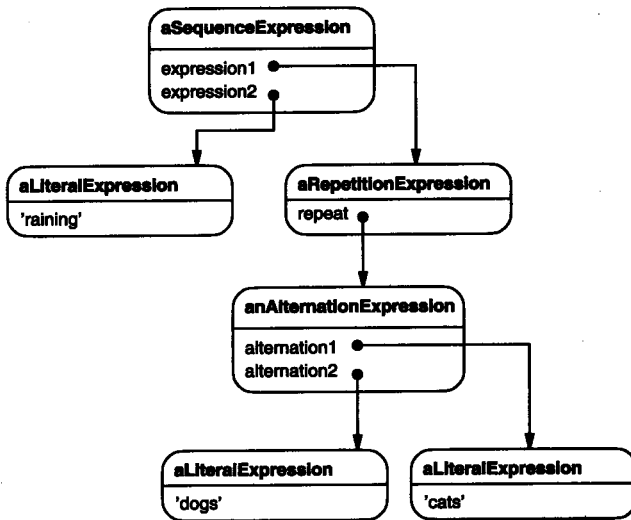 aSequenceExpression
expression1
expression2
aLiteralExpression
'raining'
aRepetitionExpression
repeat
anAlternationExpression
alternation1
alternation2
aLiteralExpression
'dogs'
aLiteralExpression
'cats'